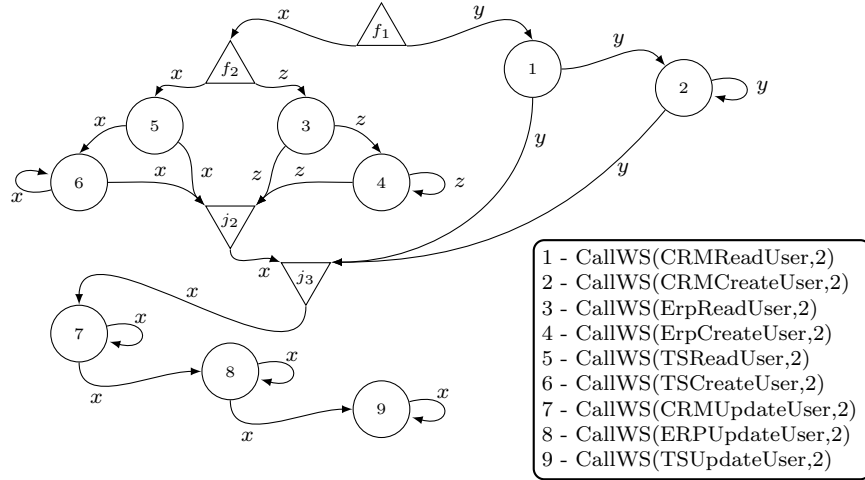 x
f1
y
y
f2
1
2
y
x
z
5
3
z
x
x
z
z
y
y
6
x
x
4
z
j2
x
j3
x
7
x
x
8
x
x
9
x
1 - CallWS(CRMReadUser,2)
2 - CallWS(CRMCreateUser,2)
3 - CallWS(ErpReadUser,2)
4 - CallWS(ErpCreateUser,2)
5 - CallWS(TSReadUser,2)
6 - CallWS(TSCreateUser,2)
7 - CallWS(CRMUpdateUser,2)
8 - CallWS(ERPUpdateUser,2)
9 - CallWS(TSUpdateUser,2)